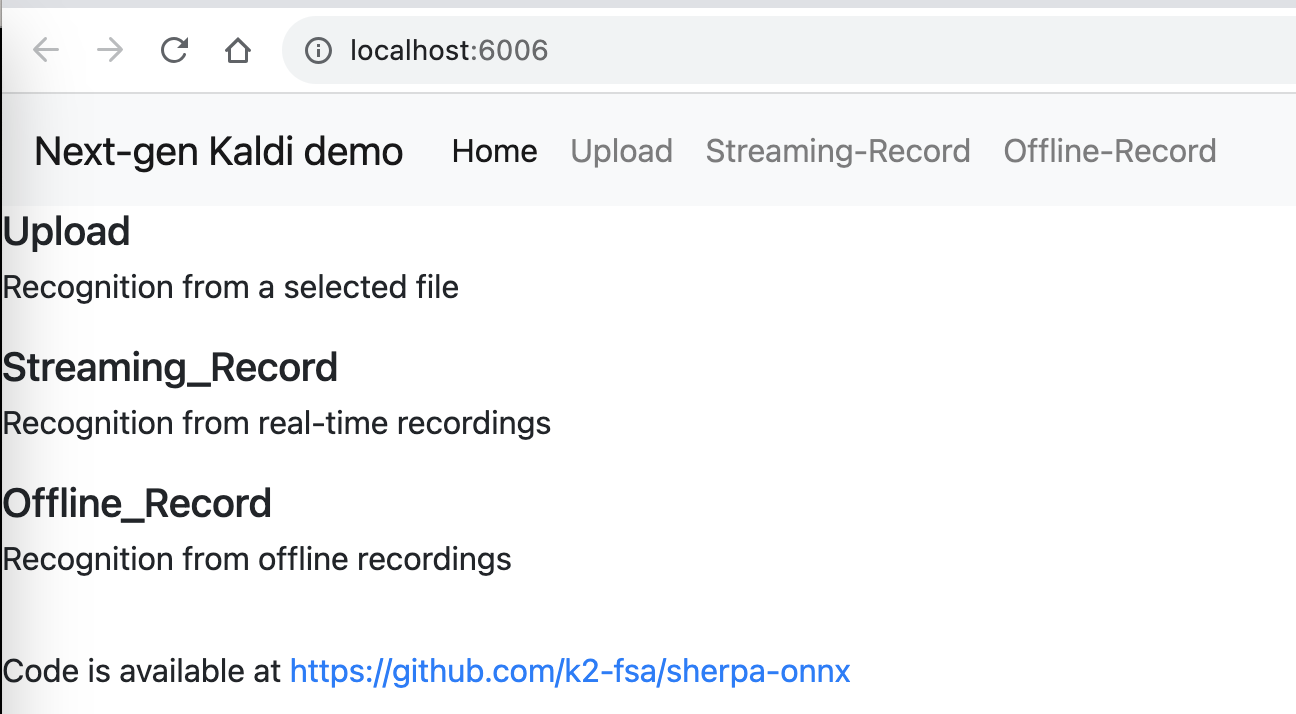 localhost:6006
Next-gen Kaldi demo Home Upload Streaming-Record Offline-Record
Upload
Recognition from a selected file
Streaming_Record
Recognition from real-time recordings
Offline_Record
Recognition from offline recordings
Code is available at https://github.com/k2-fsa/sherpa-onnx